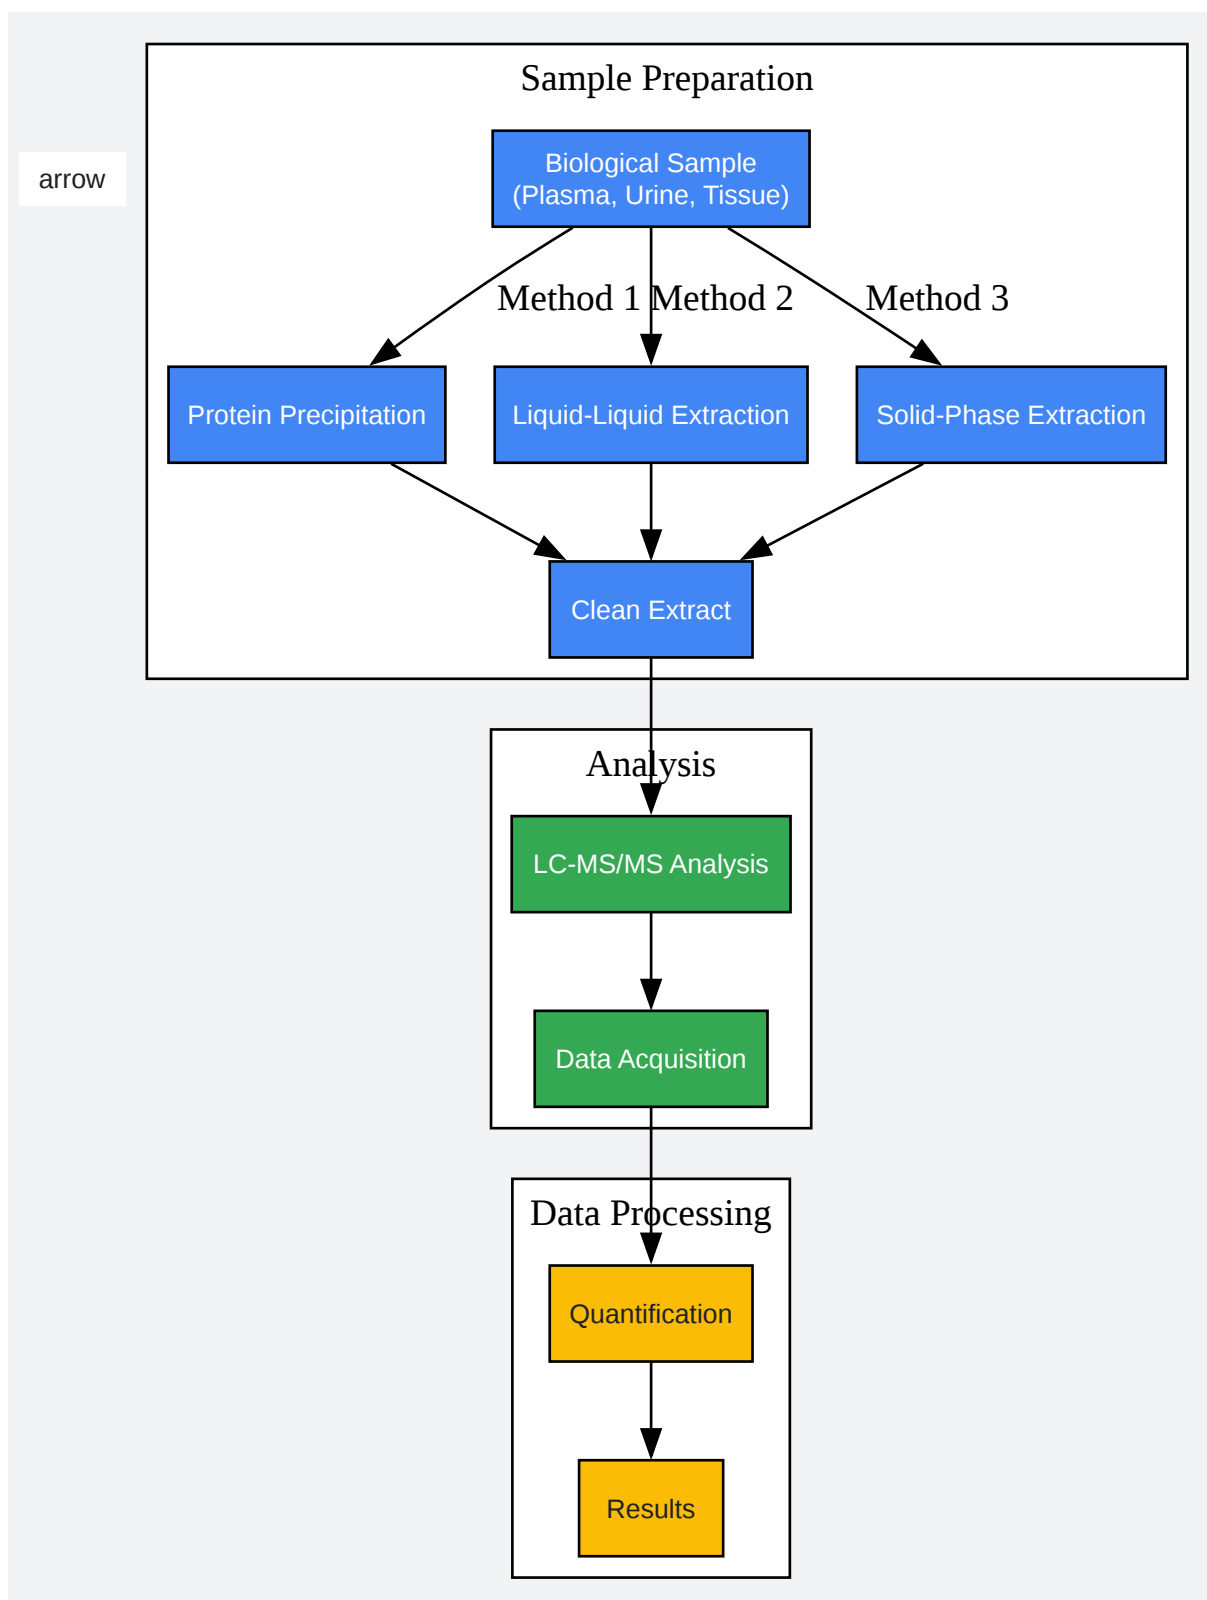 Sample Preparation
arrow
Biological Sample
(Plasma, Urine, Tissue)
Method 1
Method 2
Method 3
Protein Precipitation
Liquid-Liquid Extraction
Solid-Phase Extraction
Clean Extract
Analysis
LC-MS/MS Analysis
Data Acquisition
Data Processing
Quantification
Results